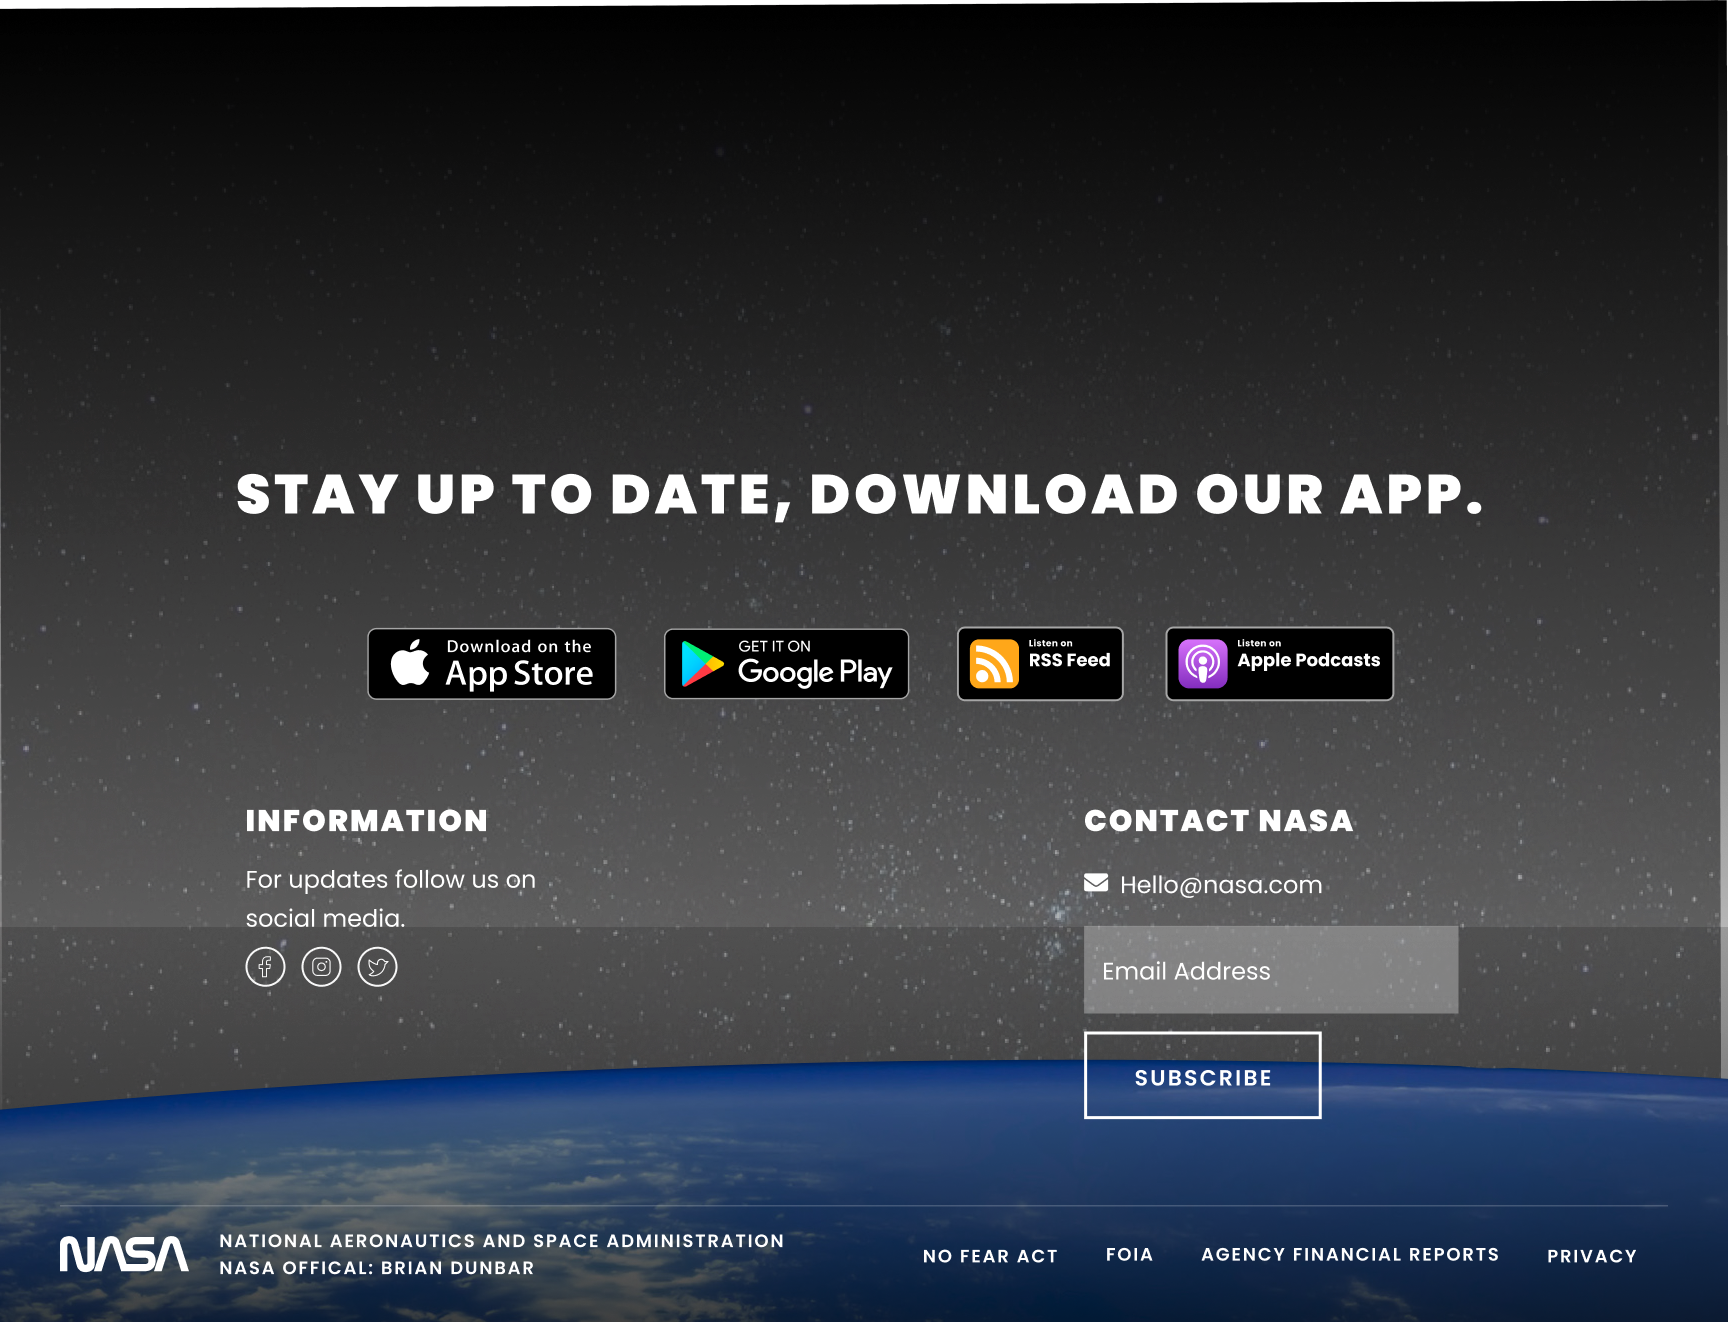 STAY UP TO DATE, DOWNLOAD OUR APP.
Download on the
App Store
GET IT ON
Google Play
Listen on
RSS Feed
Listen on
Apple Podcasts
INFORMATION
For updates follow us on
social media.
CONTACT NASA
Hello@nasa.com
Email Address
SUBSCRIBE
NASA
NATIONAL AERONAUTICS AND SPACE ADMINISTRATION
NASA OFFICAL: BRIAN DUNBAR
NO FEAR ACT FOIA AGENCY FINANCIAL REPORTS PRIVACY